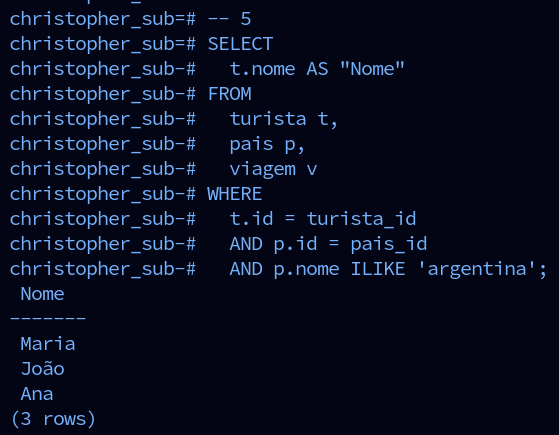 christopher_sub=# -- 5
christopher_sub=# SELECT
christopher_sub-#   t.nome AS "Nome"
christopher_sub-# FROM
christopher_sub-#   turista t,
christopher_sub-#   pais p,
christopher_sub-#   viagem v
christopher_sub-# WHERE
christopher_sub-#   t.id = turista_id
christopher_sub-#   AND p.id = pais_id
christopher_sub-#   AND p.nome ILIKE 'argentina';
 Nome
-------
 Maria
 João
 Ana
(3 rows)